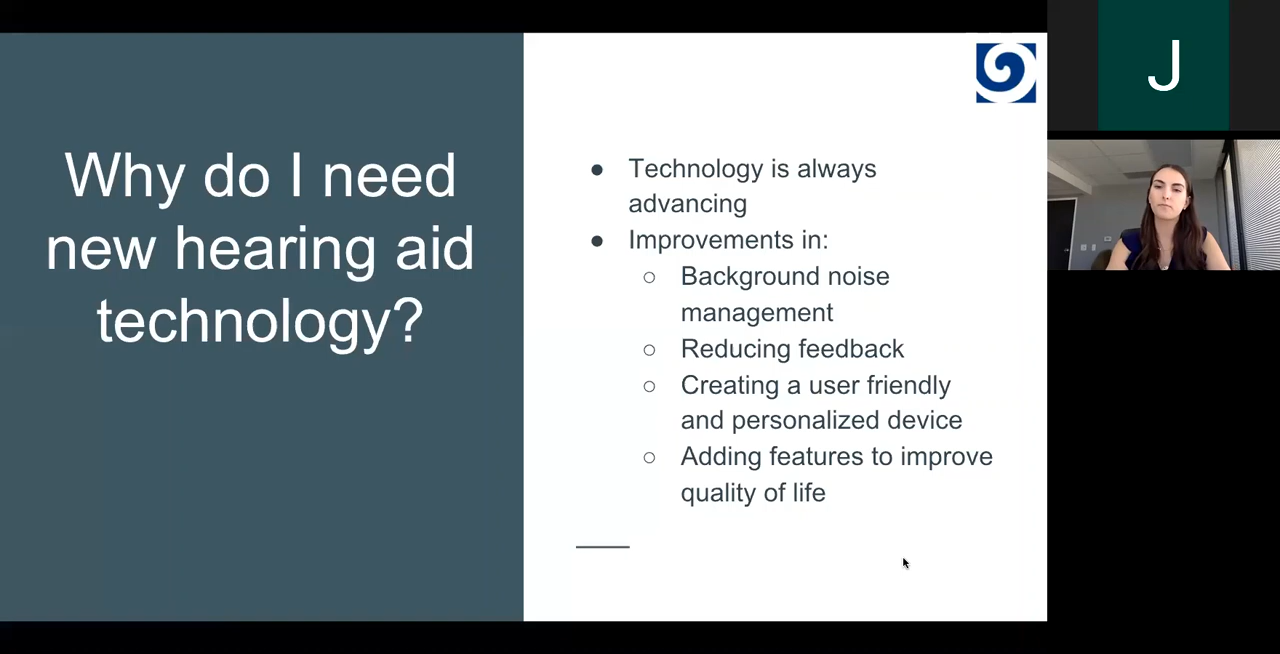 Why do I need
new hearing aid
technology?
● Technology is always
advancing
● Improvements in:
○ Background noise
management
○ Reducing feedback
○ Creating a user friendly
and personalized device
○ Adding features to improve
quality of life
J